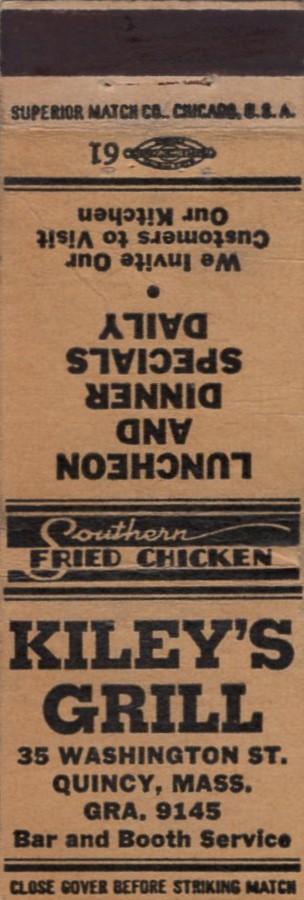 SUPERIOR MATCH CO., CHICAGO, U.S.A.
19 61
LUNCHEON
AND
DINNER
SPECIALS
DAILY
•
We Invite Our
Customers to Visit
Our Kitchen
Southern
FRIED CHICKEN
KILEY'S
GRILL
35 WASHINGTON ST.
QUINCY, MASS.
GRA. 9145
Bar and Booth Service
CLOSE COVER BEFORE STRIKING MATCH